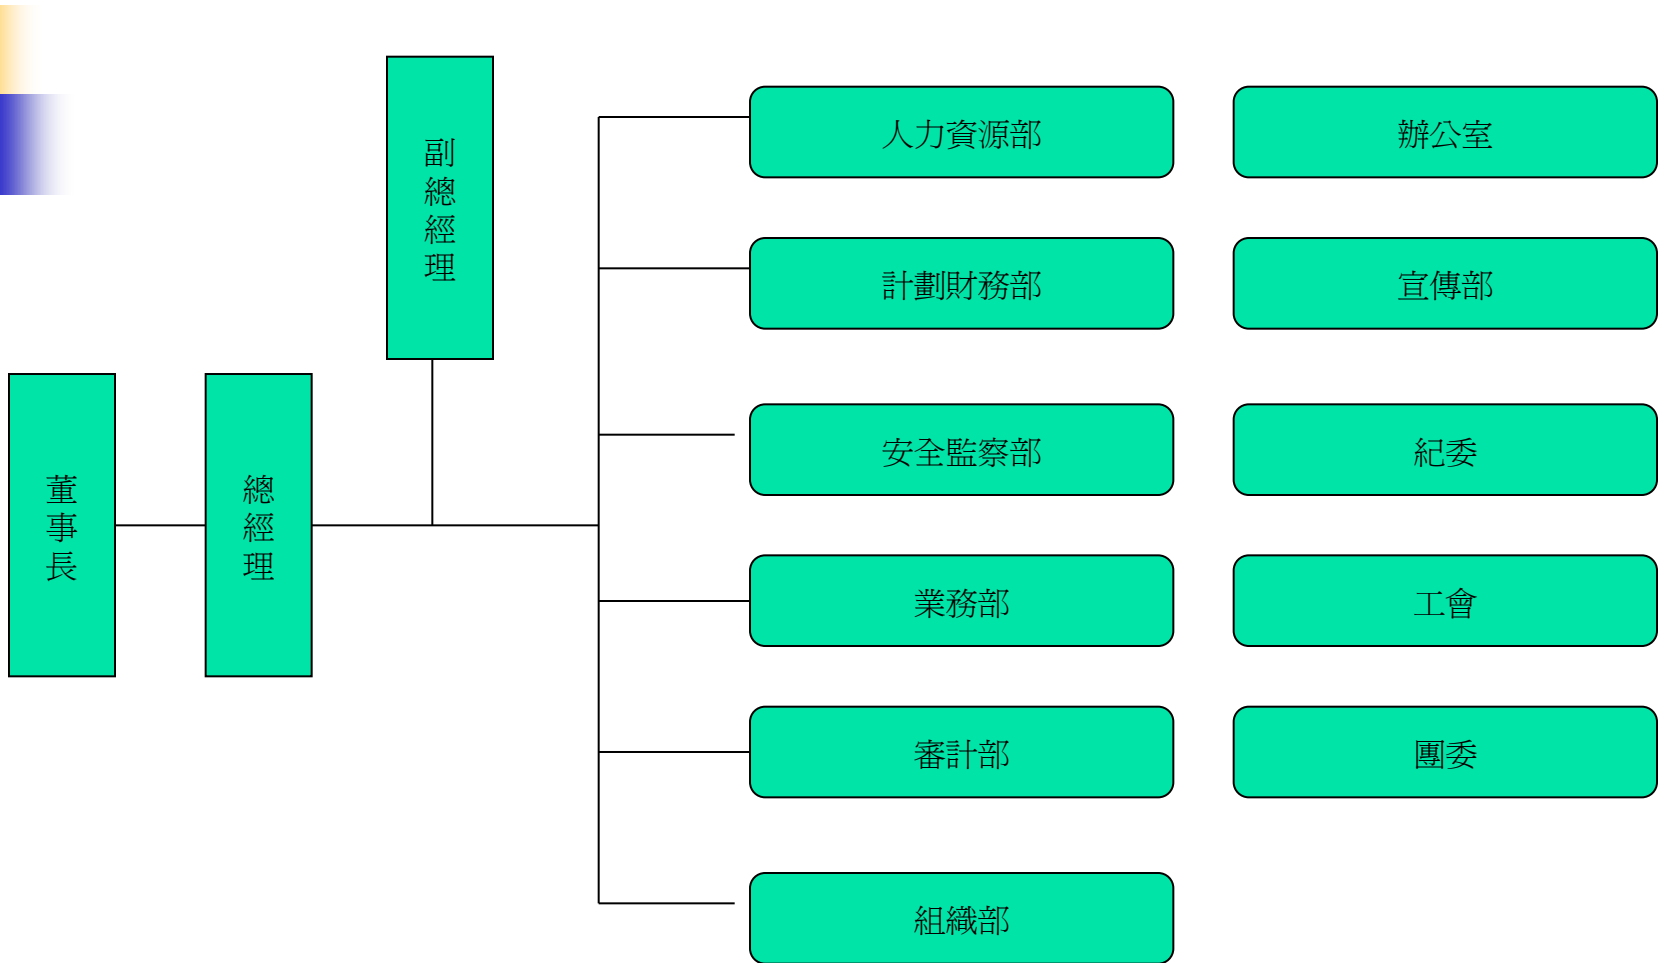 副總經理
董事長
總經理
人力資源部
辦公室
計劃財務部
宣傳部
安全監察部
紀委
業務部
工會
審計部
團委
組織部